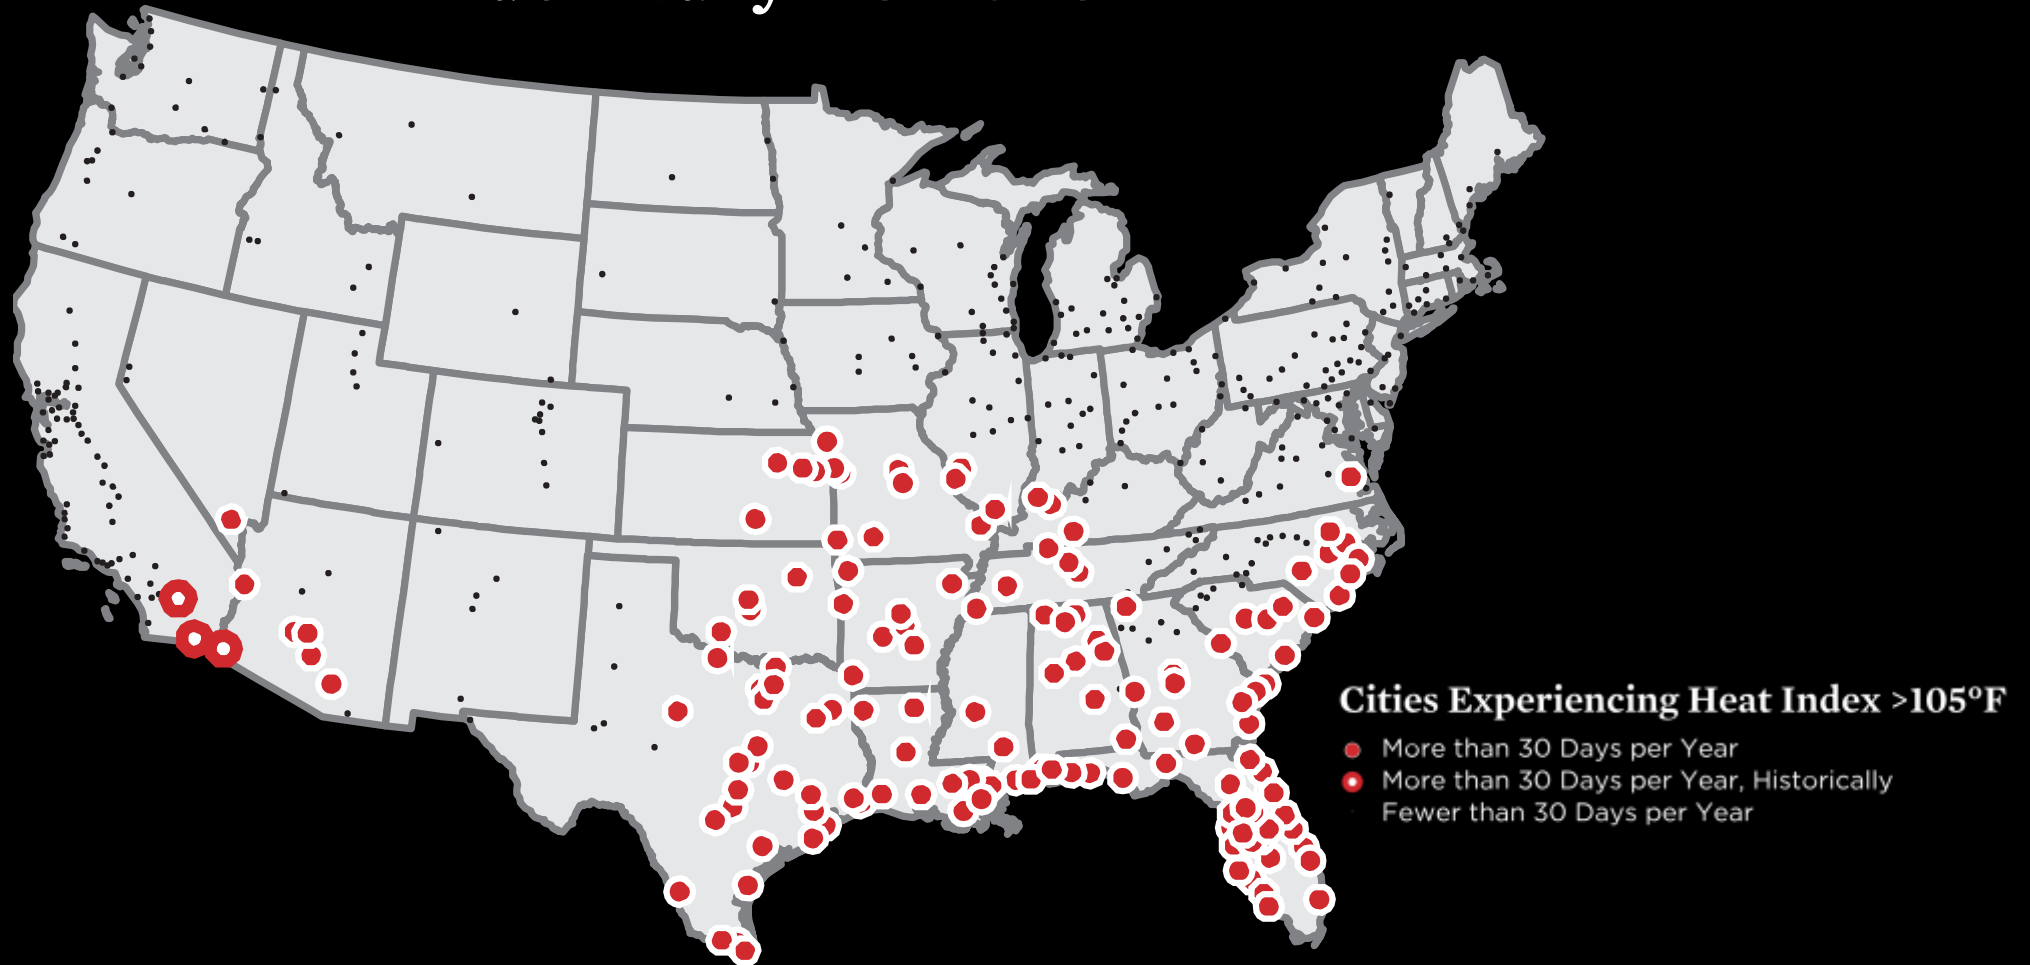 Cities Experiencing Heat Index >105°F
More than 30 Days per Year
More than 30 Days per Year, Historically
Fewer than 30 Days per Year